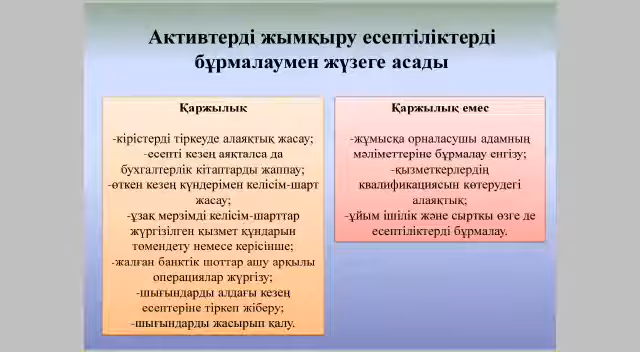 Активтерді жымқыру есептіліктерді
бұрмалаумен жүзеге асады
Қаржылық
-кірістерді тіркеуде алаяқтық жасау;
-есепті кезең аяқталса да
бухгалтерлік кітаптарды жаппау;
-өткен кезең күндерімен келісім-шарт
жасау;
-ұзақ мерзімді келісім-шарттар
жүргізілген қызмет құндарын
төмендету немесе керісінше;
-жалған банктік шоттар ашу арқылы
операциялар жүргізу;
-шығындарды алдағы кезең
есептеріне тіркеп жіберу;
-шығындарды жасырып қалу.
Қаржылық емес
-жұмысқа орналасушы адамның
мәліметтеріне бұрмалау енгізу;
-қызметкерлердің
квалификациясын көтерудегі
алаяқтық;
-ұйым ішілік және сыртқы өзге де
есептіліктерді бұрмалау.